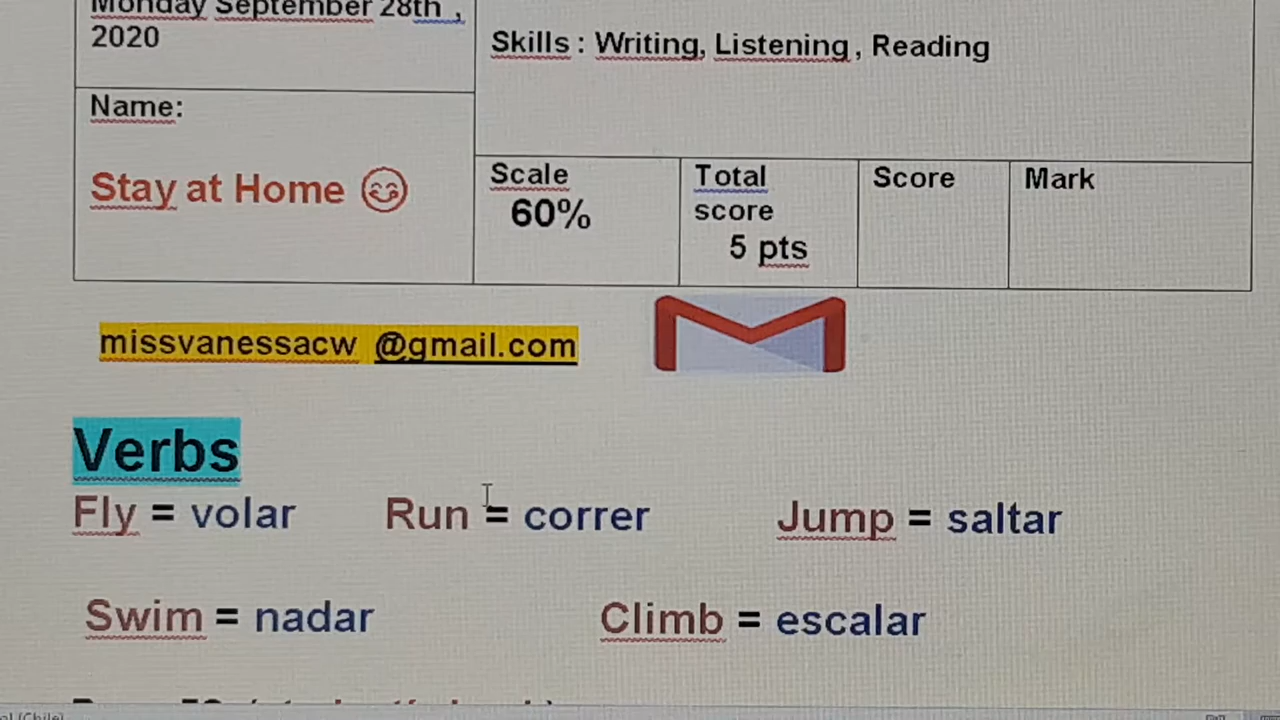 Monday September 28th ,
2020
Skills : Writing, Listening , Reading
Name:
Stay at Home
Scale
60%
Total
score
5 pts
Score
Mark
missvanessacw @gmail.com
Verbs
Fly = volar Run = correr Jump = saltar
Swim = nadar Climb = escalar